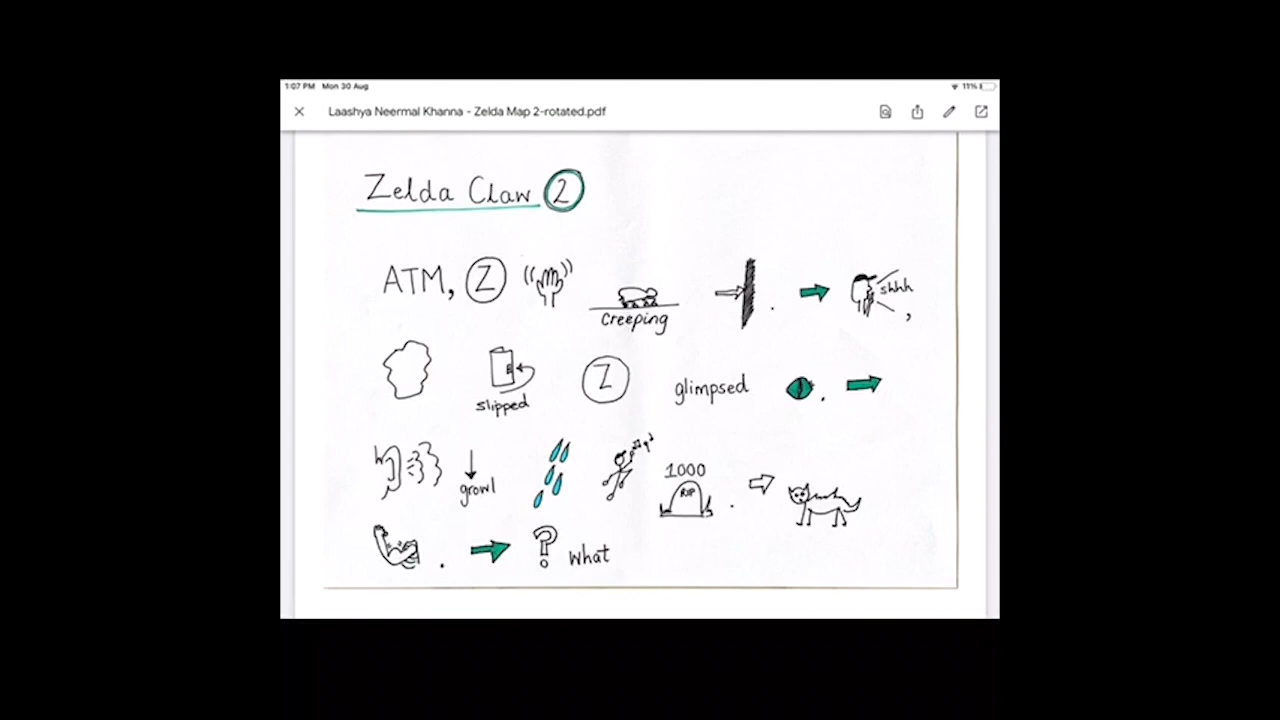 1:07 PM Mon 30 Aug 11%
Laashya Neermal Khanna - Zelda Map 2-rotated.pdf
Zelda Claw 2
ATM, Z creeping . shhh ,
slipped Z glimpsed .
growl 1000 RIP .
. ? what